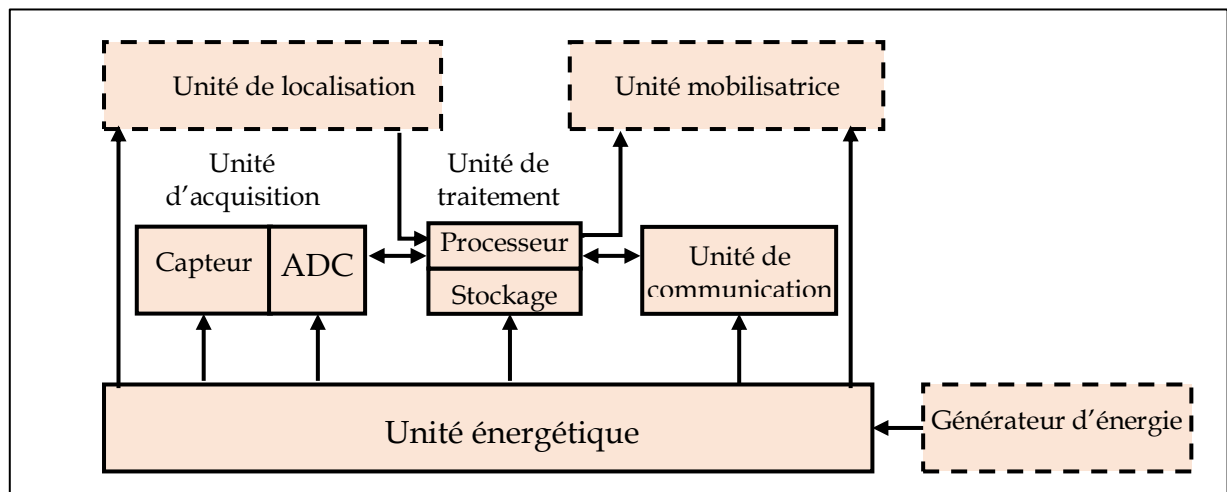 Unité de localisation
Unité mobilisatrice
Unité
d'acquisition
Unité de
traitement
Capteur
ADC
Processeur
Stockage
Unité de
communication
Unité énergétique
Générateur d'énergie